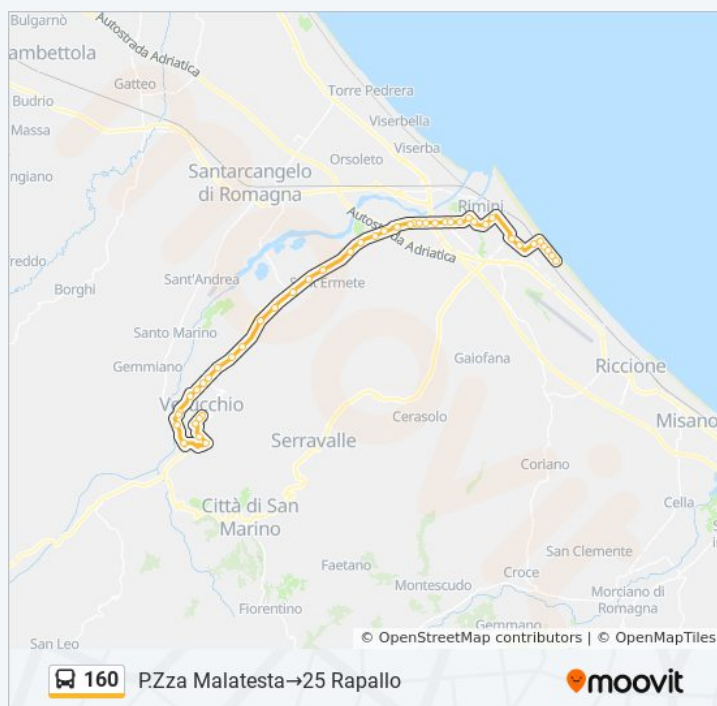 Bulgarnò
ambettola
Autostrada Adriatica
Gatteo
Torre Pedrera
Budrio
Viserbella
Massa
Viserba
Orsoleto
ngiano
Santarcangelo
di Romagna
Rimini
Autostrada Adriatica
reddo
Sant'Andrea
Sant'Ermete
Borghi
Santo Marino
Gemmiano
Gaiofana
Riccione
Verucchio
Cerasolo
Misano
Serravalle
Coriano
Città di San
Marino
Cella
San Clemente
Faetano
Croce
Montescudo
Morciano di
Romagna
Fiorentino
Gemmano
San Leo
© OpenStreetMap contributors | © OpenMapTiles
160 P.Zza Malatesta→25 Rapallo
moovit